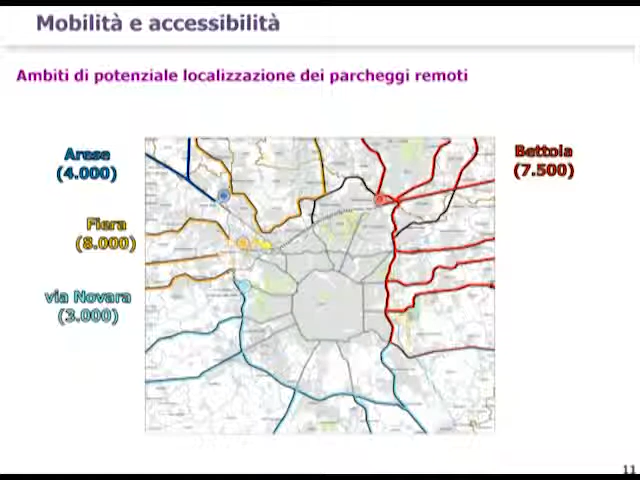 Mobilità e accessibilità
Ambiti di potenziale localizzazione dei parcheggi remoti
Arese
(4.000)
Bettola
(7.500)
Fiera
(8.000)
via Novara
(3.000)
11